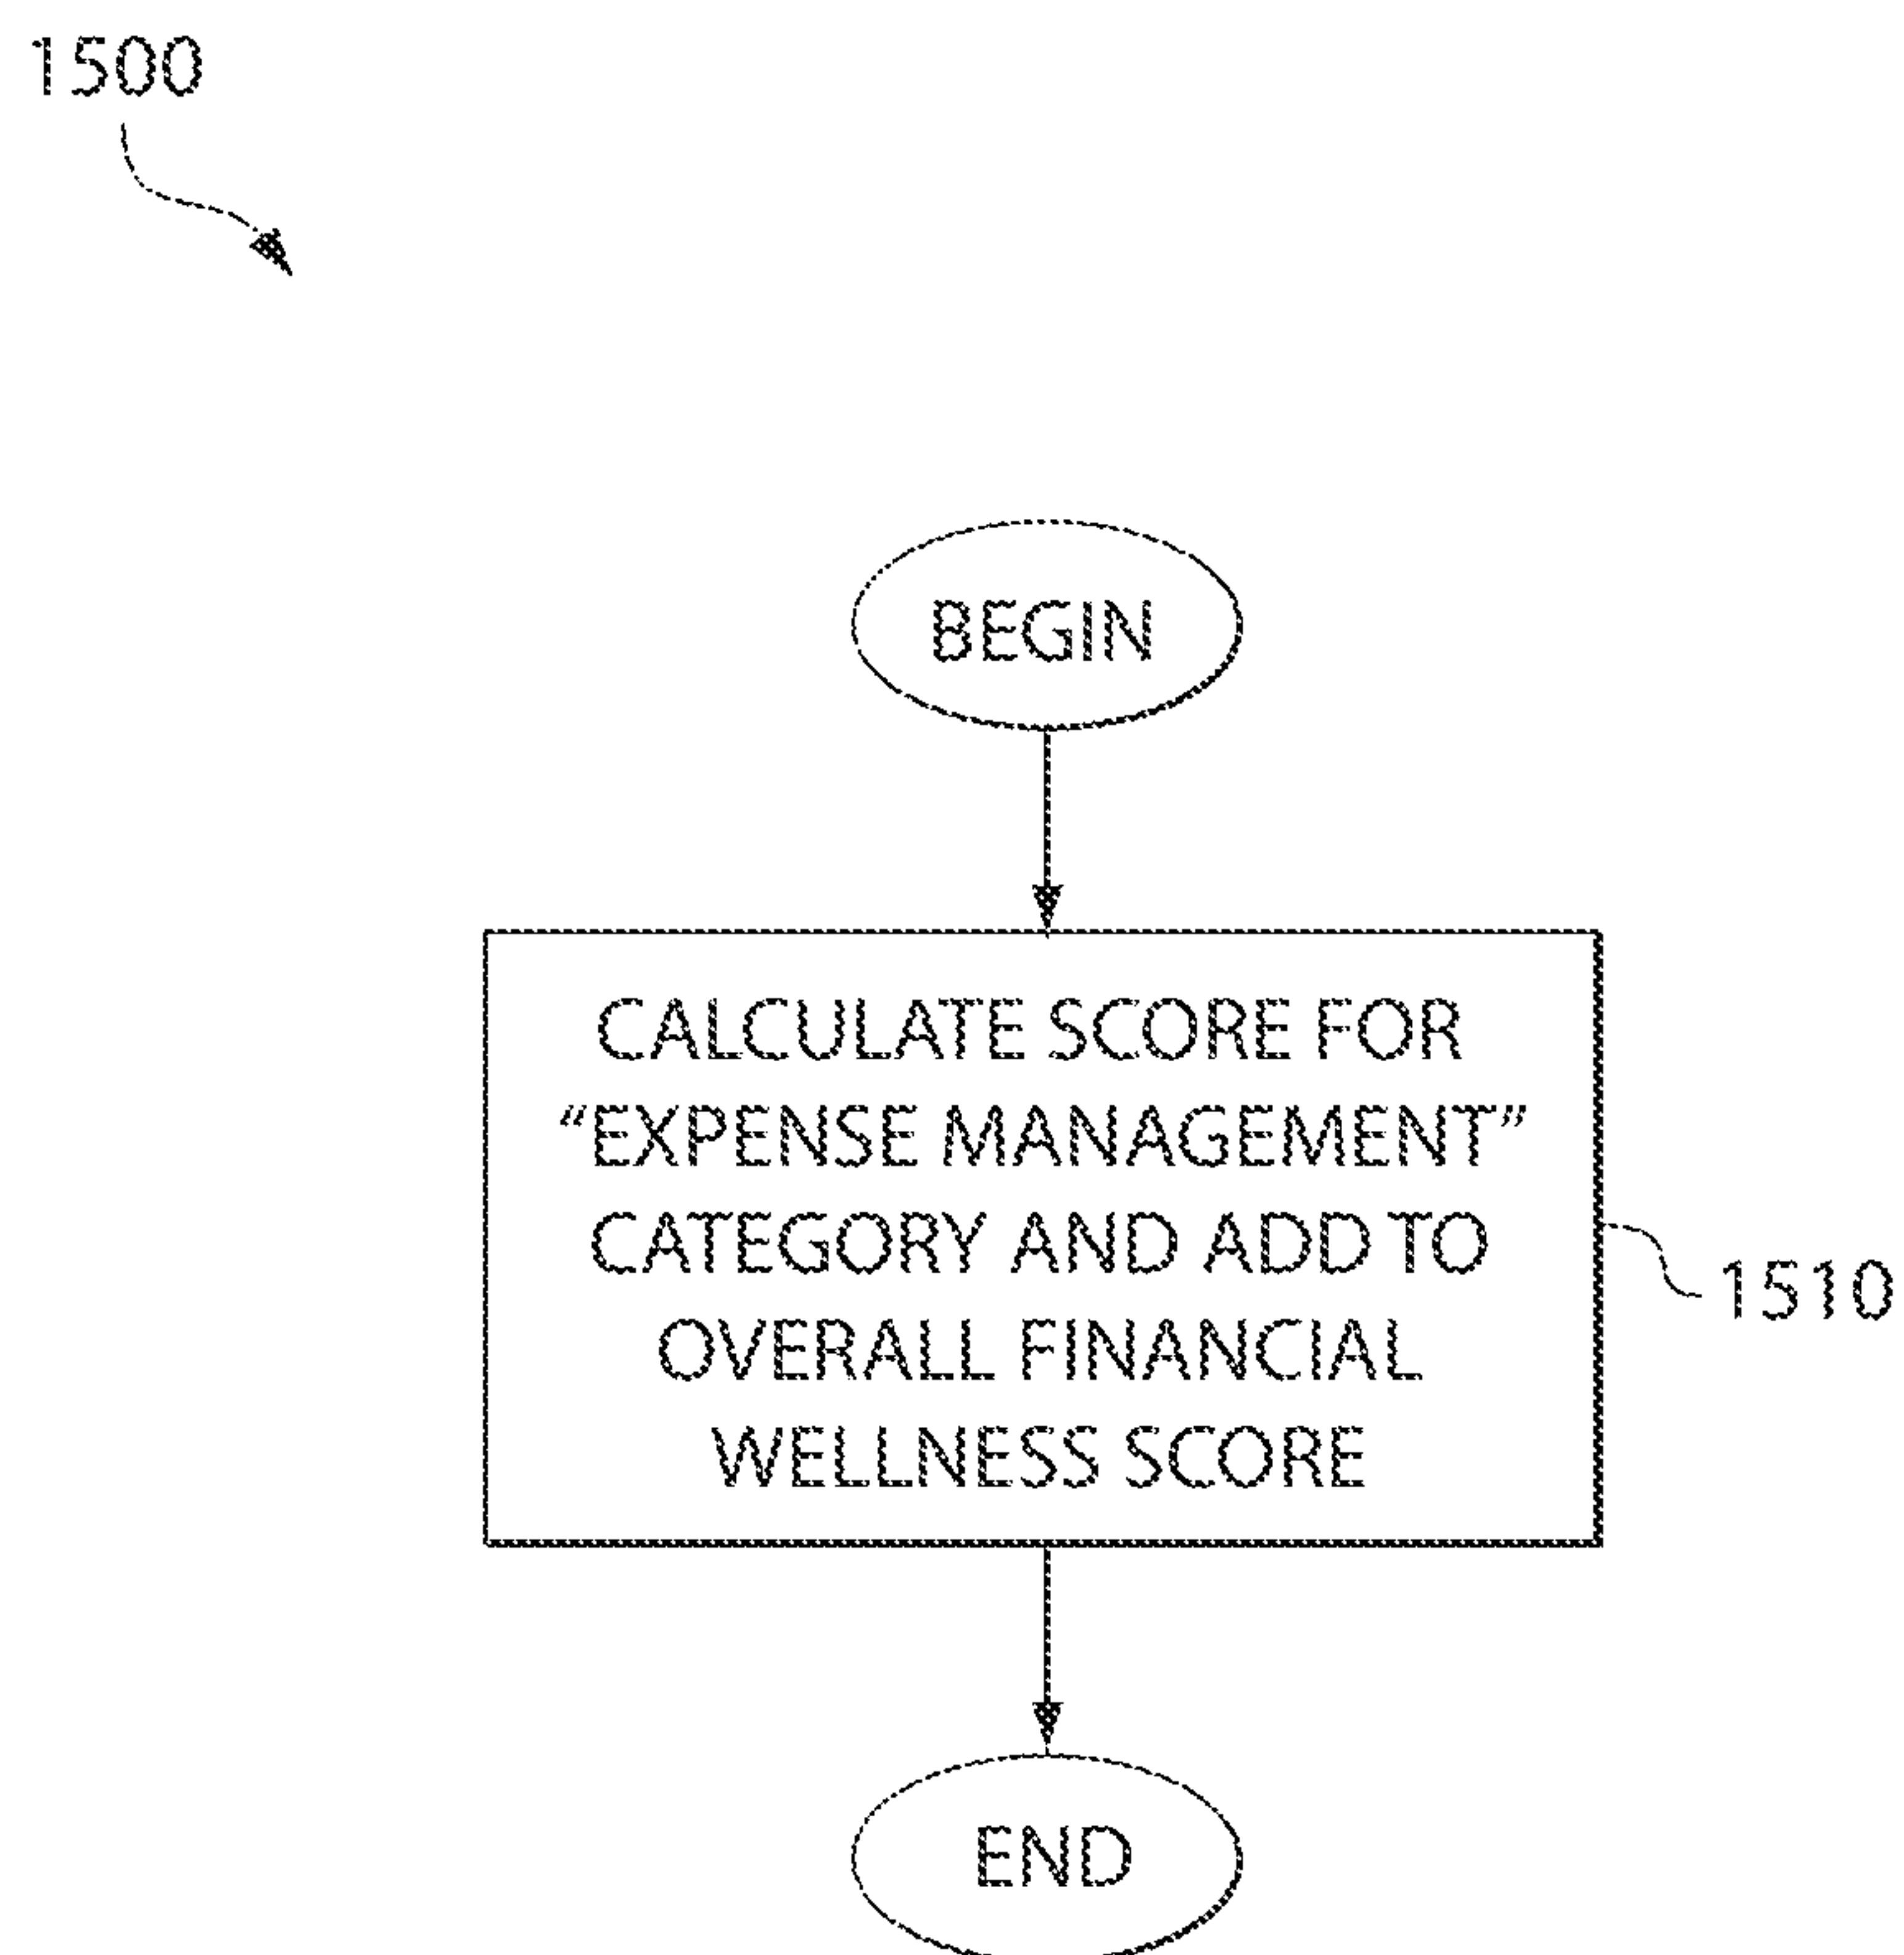 1500
BEGIN
CALCULATE SCORE FOR
“EXPENSE MANAGEMENT”
CATEGORY AND ADD TO
OVERALL FINANCIAL
WELLNESS SCORE
1510
END